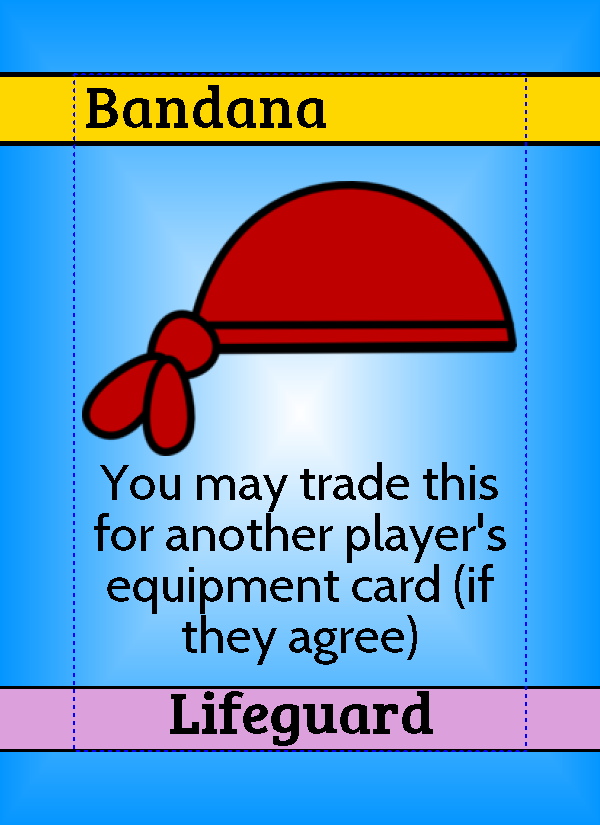 Bandana
You may trade this
for another player's
equipment card (if
they agree)
Lifeguard